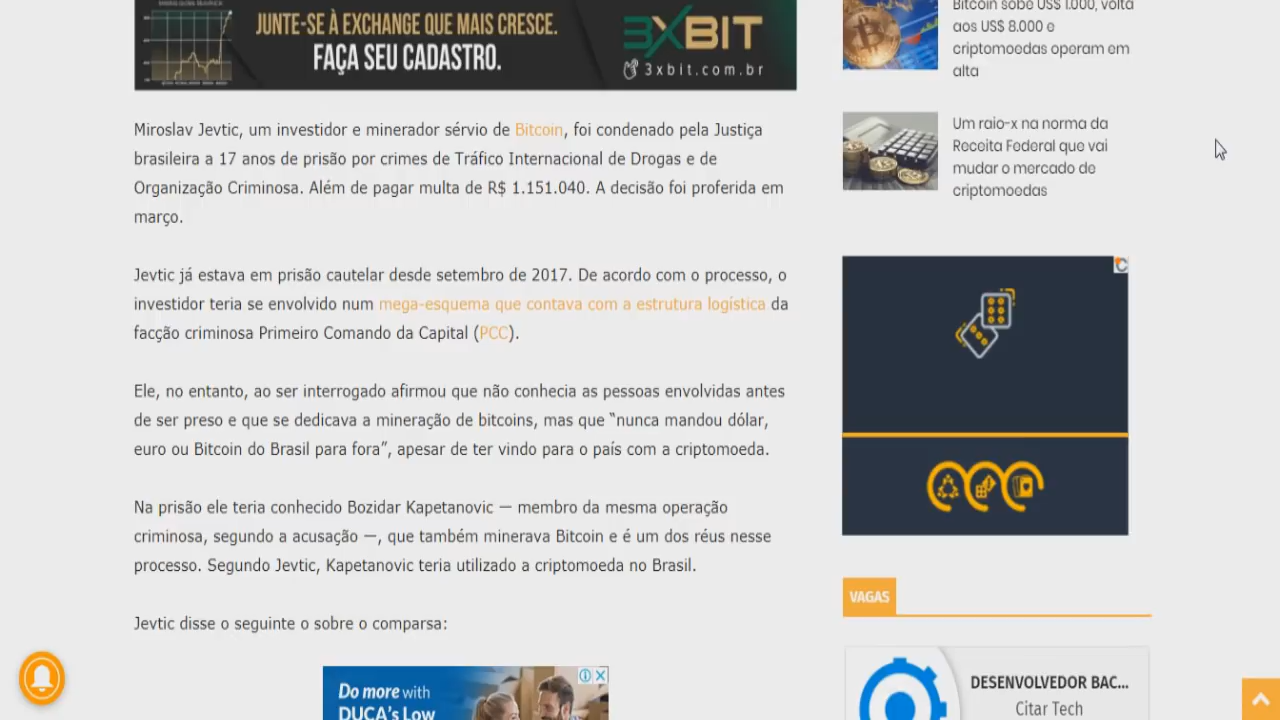 JUNTE-SE À EXCHANGE QUE MAIS CRESCE.
FAÇA SEU CADASTRO.
3XBIT
3xbit.com.br
Miroslav Jevtic, um investidor e minerador sérvio de Bitcoin, foi condenado pela Justiça
brasileira a 17 anos de prisão por crimes de Tráfico Internacional de Drogas e de
Organização Criminosa. Além de pagar multa de R$ 1.151.040. A decisão foi proferida em
março.
Jevtic já estava em prisão cautelar desde setembro de 2017. De acordo com o processo, o
investidor teria se envolvido num mega-esquema que contava com a estrutura logística da
facção criminosa Primeiro Comando da Capital (PCC).
Ele, no entanto, ao ser interrogado afirmou que não conhecia as pessoas envolvidas antes
de ser preso e que se dedicava a mineração de bitcoins, mas que “nunca mandou dólar,
euro ou Bitcoin do Brasil para fora”, apesar de ter vindo para o país com a criptomoeda.
Na prisão ele teria conhecido Bozidar Kapetanovic — membro da mesma operação
criminosa, segundo a acusação —, que também minerava Bitcoin e é um dos réus nesse
processo. Segundo Jevtic, Kapetanovic teria utilizado a criptomoeda no Brasil.
Jevtic disse o seguinte o sobre o comparsa:
Do more with
DUCA's Low
Bitcoin sobe US$ 1.000, volta
aos US$ 8.000 e
criptomoedas operam em
alta
Um raio-x na norma da
Receita Federal que vai
mudar o mercado de
criptomoedas
VAGAS
DESENVOLVEDOR BAC...
Citar Tech